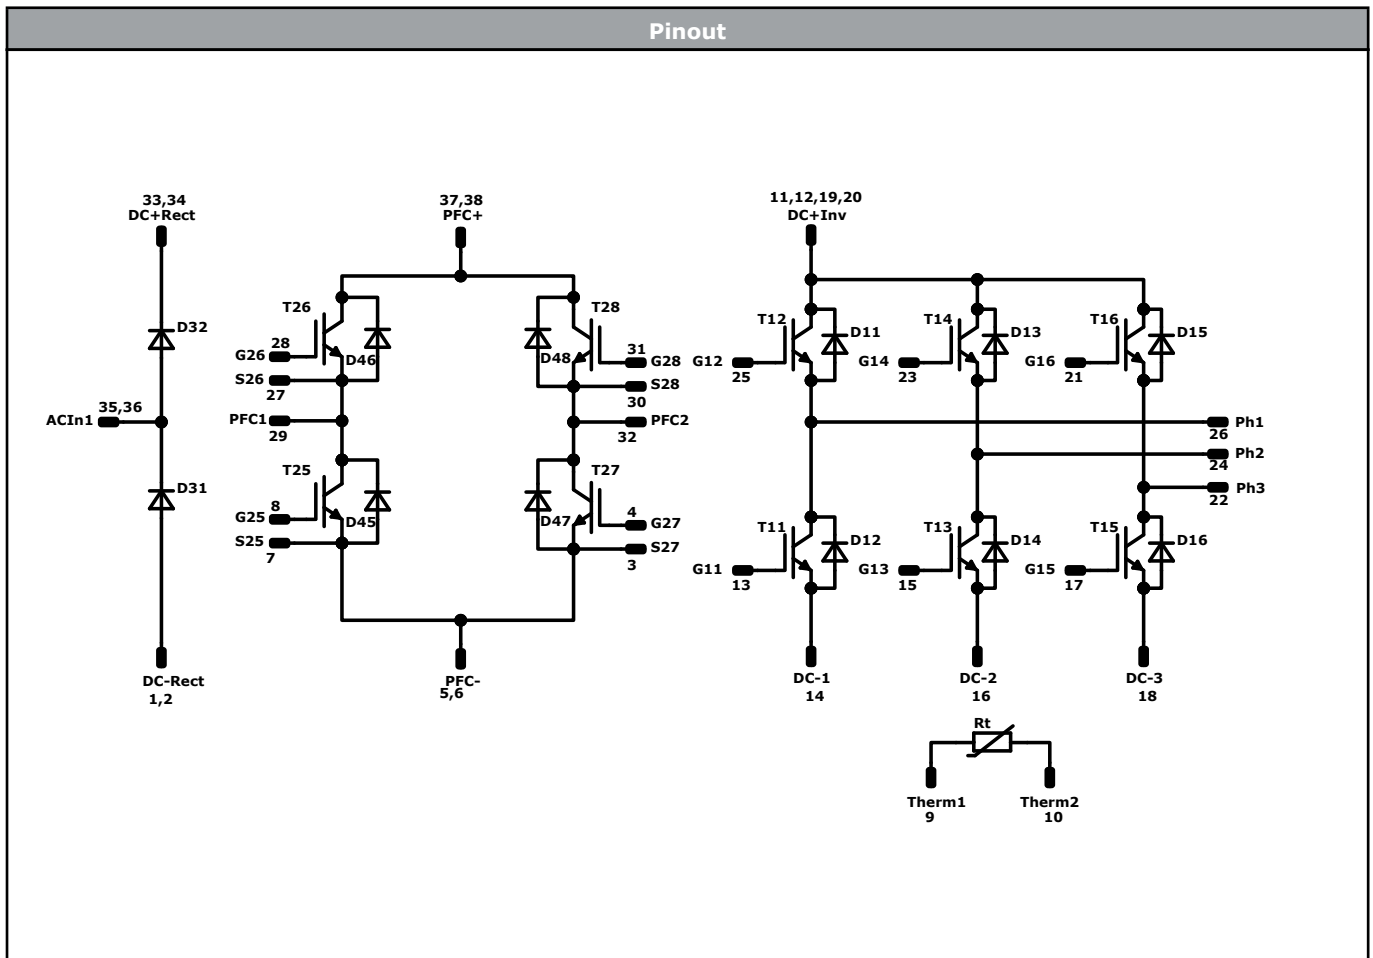 Pinout
33,34
DC+Rect
D32
35,36
ACIn1
D31
DC-Rect
1,2
37,38
PFC+
T26
28
G26
D46
S26
27
PFC1
29
T25
8
G25
D45
S25
7
T28
31
G28
D48
S28
30
PFC2
32
T27
4
G27
D47
S27
3
PFC-
5,6
11,12,19,20
DC+Inv
T12
D11
G12
25
T14
D13
G14
23
T16
D15
G16
21
Ph1
26
Ph2
24
Ph3
22
T11
D12
G11
13
T13
D14
G13
15
T15
D16
G15
17
DC-1
14
DC-2
16
DC-3
18
Rt
Therm1
9
Therm2
10